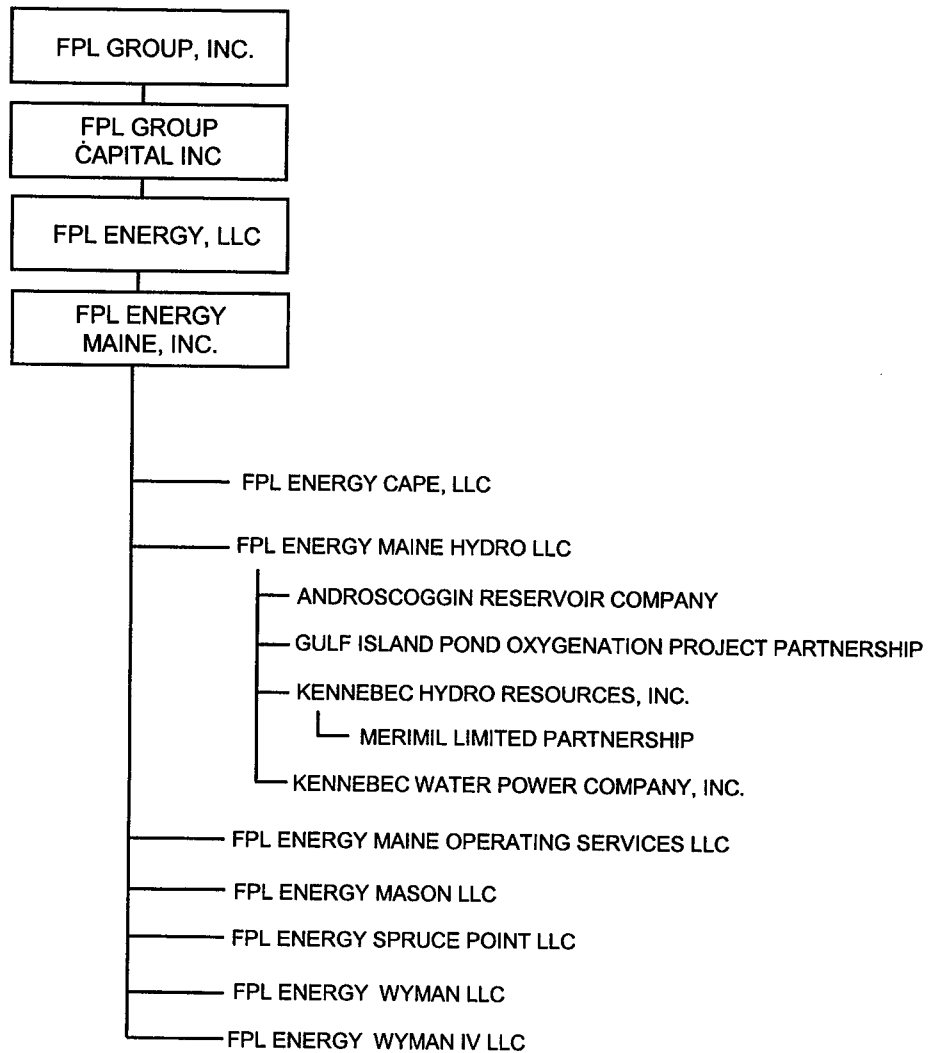 FPL GROUP, INC.
FPL GROUP
CAPITAL INC
FPL ENERGY, LLC
FPL ENERGY
MAINE, INC.
FPL ENERGY CAPE, LLC
FPL ENERGY MAINE HYDRO LLC
ANDROSCOGGIN RESERVOIR COMPANY
GULF ISLAND POND OXYGENATION PROJECT PARTNERSHIP
KENNEBEC HYDRO RESOURCES, INC.
MERIMIL LIMITED PARTNERSHIP
KENNEBEC WATER POWER COMPANY, INC.
FPL ENERGY MAINE OPERATING SERVICES LLC
FPL ENERGY MASON LLC
FPL ENERGY SPRUCE POINT LLC
FPL ENERGY WYMAN LLC
FPL ENERGY WYMAN IV LLC